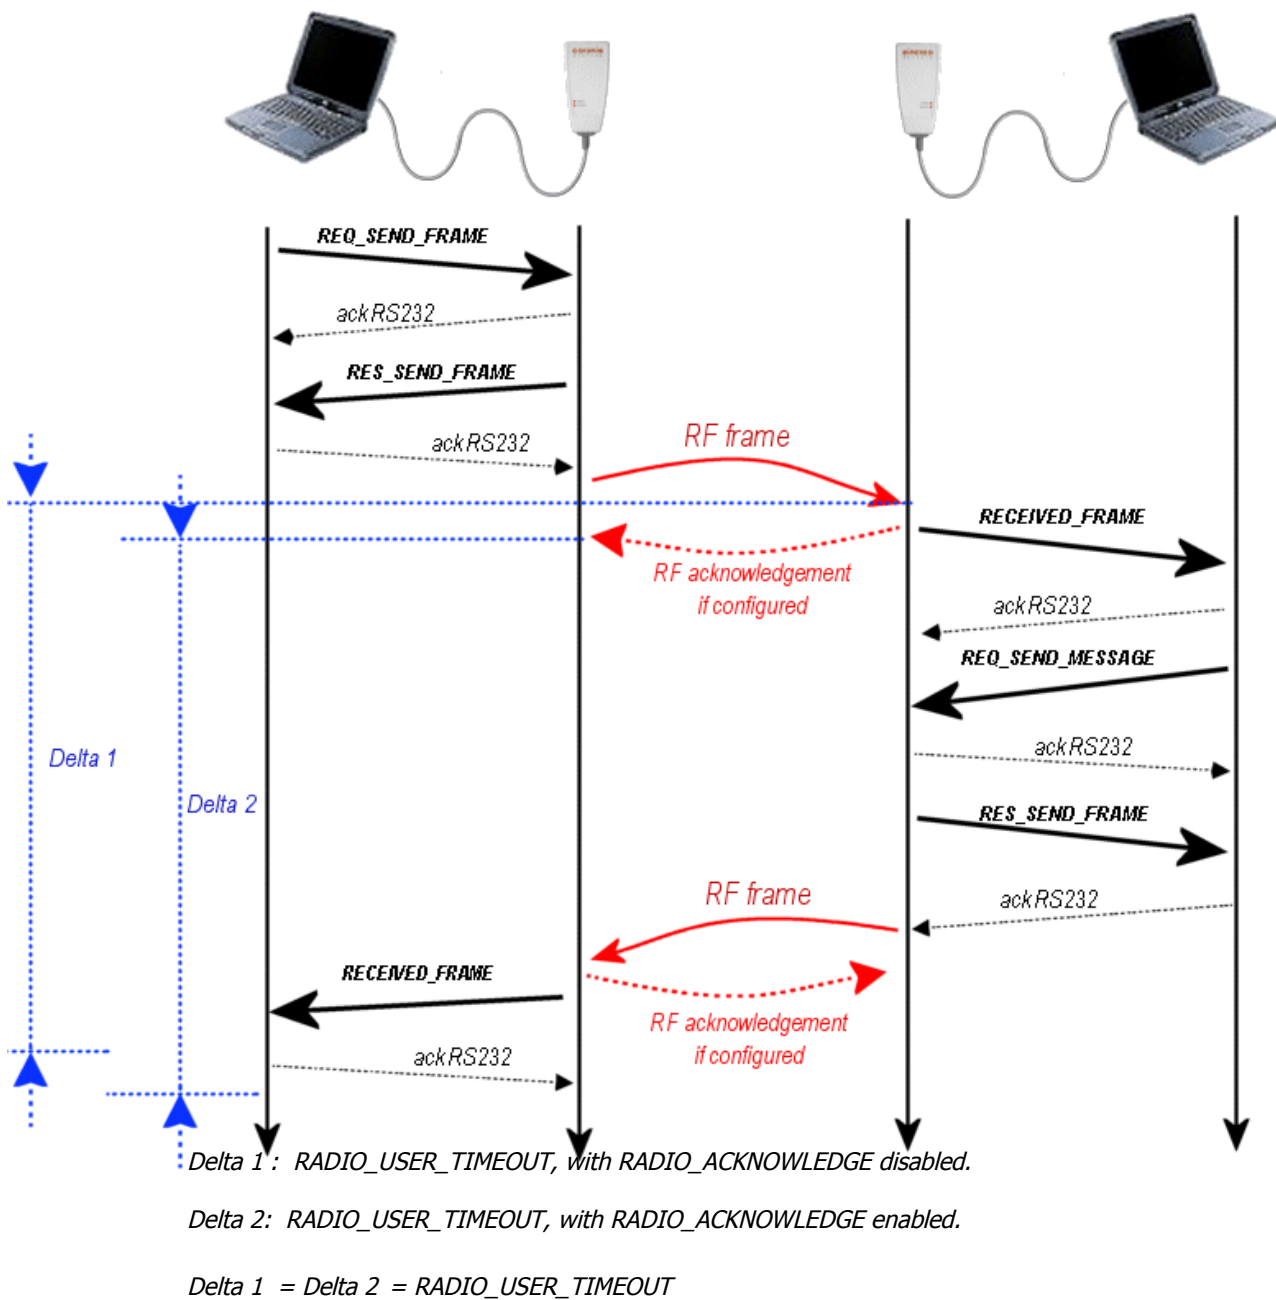 REQ_SEND_FRAME
ackRS232
RES_SEND_FRAME
ackRS232
RF frame
RECEIVED_FRAME
RF acknowledgement
if configured
ackRS232
REQ_SEND_MESSAGE
Delta 1
ackRS232
Delta 2
RES_SEND_FRAME
RF frame
ackRS232
RECEIVED_FRAME
RF acknowledgement
if configured
ackRS232
Delta 1 : RADIO_USER_TIMEOUT, with RADIO_ACKNOWLEDGE disabled.
Delta 2: RADIO_USER_TIMEOUT, with RADIO_ACKNOWLEDGE enabled.
Delta 1 = Delta 2 = RADIO_USER_TIMEOUT